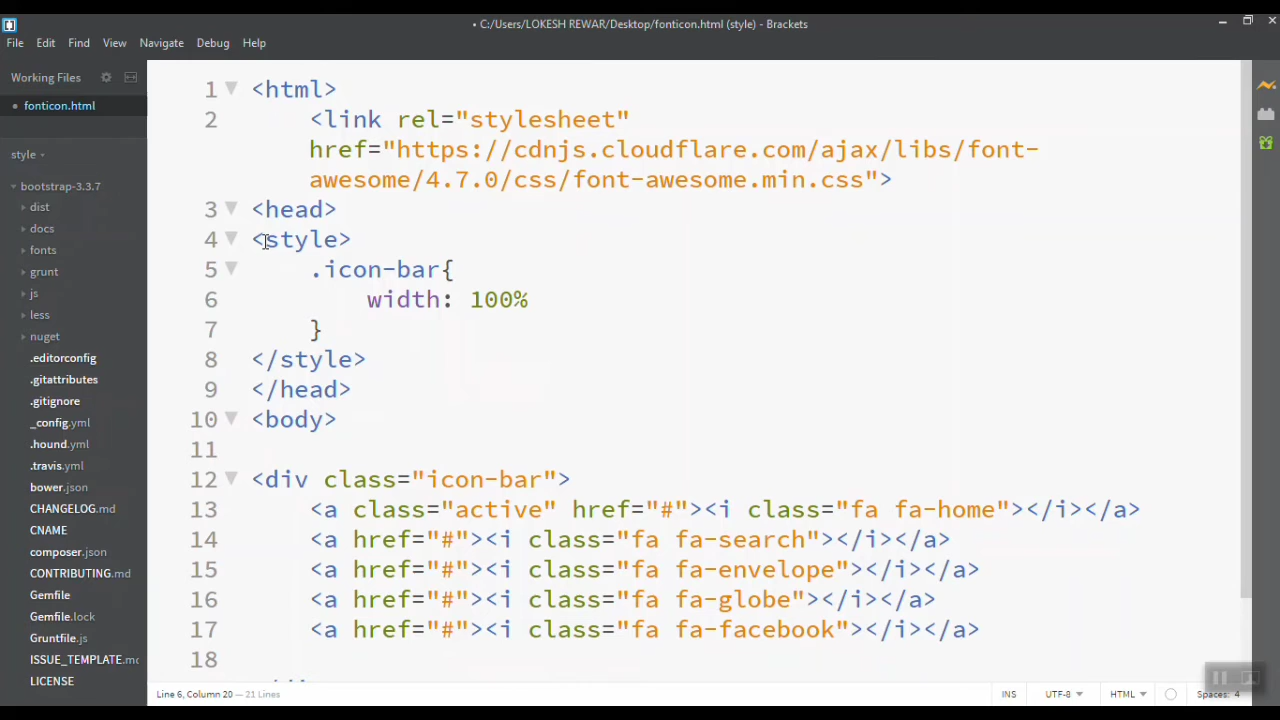 • C:/Users/LOKESH REWAR/Desktop/fonticon.html (style) - Brackets
File Edit Find View Navigate Debug Help
Working Files
• fonticon.html
style
bootstrap-3.3.7
dist
docs
fonts
grunt
js
less
nuget
.editorconfig
.gitattributes
.gitignore
_config.yml
.hound.yml
.travis.yml
bower.json
CHANGELOG.md
CNAME
composer.json
CONTRIBUTING.md
Gemfile
Gemfile.lock
Gruntfile.js
ISSUE_TEMPLATE.mc
LICENSE
1 <html>
2 <link rel="stylesheet"
href="https://cdnjs.cloudflare.com/ajax/libs/font-
awesome/4.7.0/css/font-awesome.min.css">
3 <head>
4 <style>
5 .icon-bar{
6 width: 100%
7 }
8 </style>
9 </head>
10 <body>
11
12 <div class="icon-bar">
13 <a class="active" href="#"><i class="fa fa-home"></i></a>
14 <a href="#"><i class="fa fa-search"></i></a>
15 <a href="#"><i class="fa fa-envelope"></i></a>
16 <a href="#"><i class="fa fa-globe"></i></a>
17 <a href="#"><i class="fa fa-facebook"></i></a>
18
Line 6, Column 20 — 21 Lines
INS UTF-8 HTML Spaces: 4